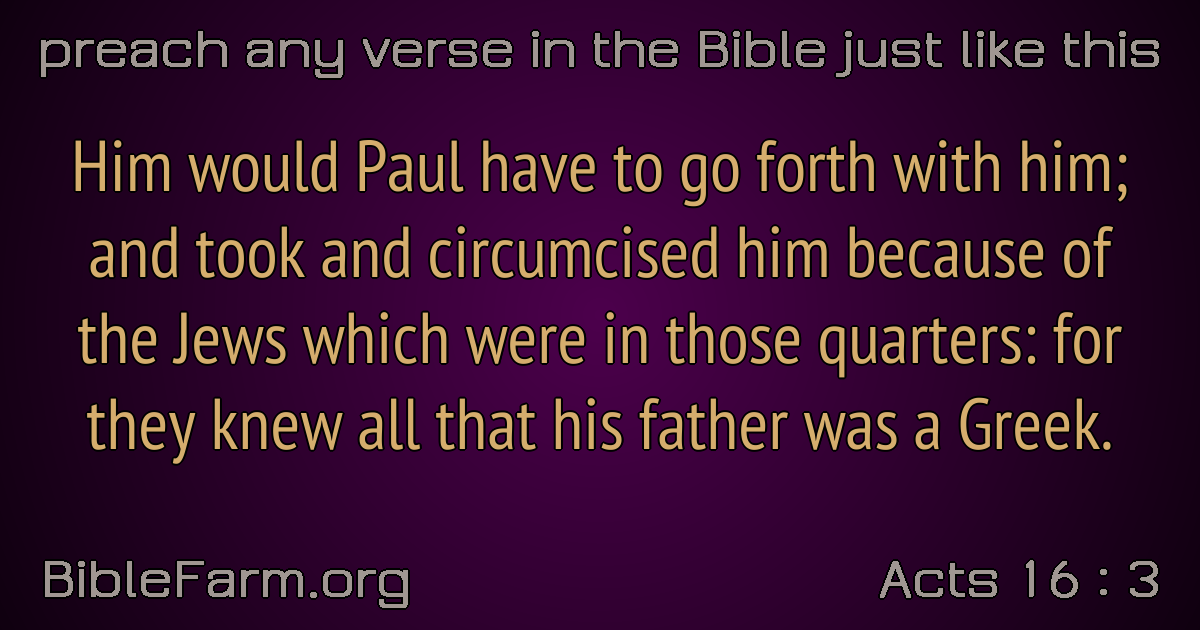 preach any verse in the Bible just like this
Him would Paul have to go forth with him;
and took and circumcised him because of
the Jews which were in those quarters: for
they knew all that his father was a Greek.
BibleFarm.org
Acts 16 : 3